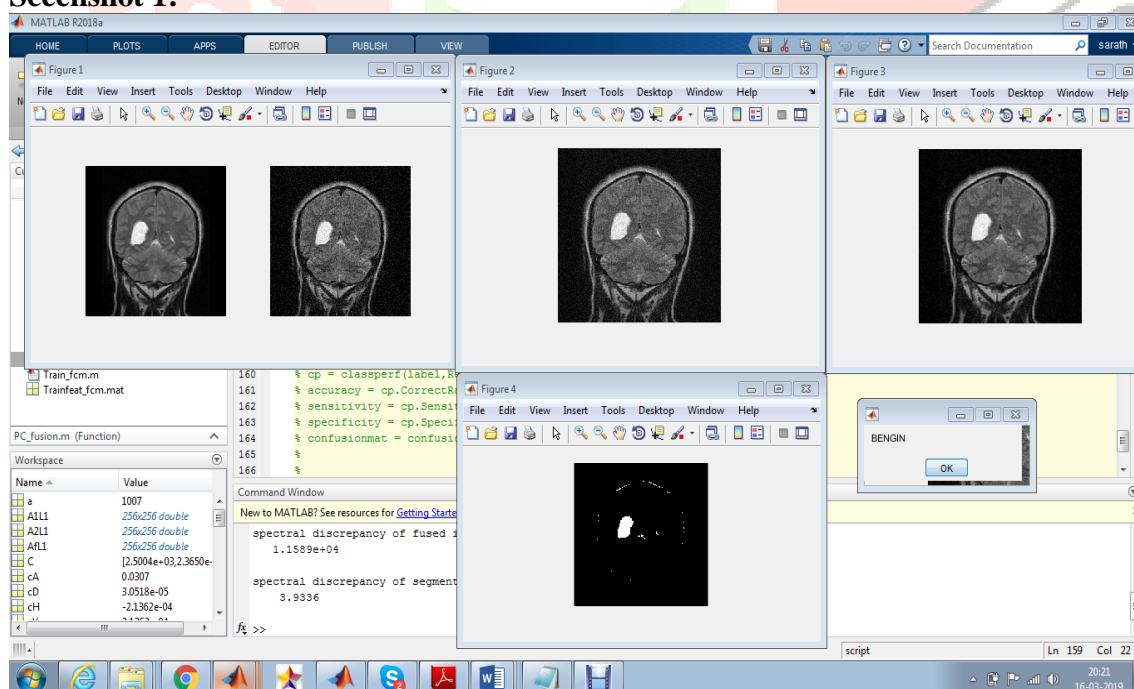 MATLAB R2018a
HOME PLOTS APPS EDITOR PUBLISH VIEW
Search Documentation
sarath
Figure 1
File Edit View Insert Tools Desktop Window Help
Figure 2
File Edit View Insert Tools Desktop Window Help
Figure 3
File Edit View Insert Tools Desktop Window Help
Train_fcm.m
Trainfeat_fcm.mat
PC_fusion.m (Function)
Workspace
Name Value
a 1007
A1L1 256x256 double
A2L1 256x256 double
AfL1 256x256 double
C [2.5004e+03,2.3650e-
cA 0.0307
cD 3.0518e-05
cH -2.1362e-04
160 % cp = classperf(label,R
161 % accuracy = cp.CorrectRa
162 % sensitivity = cp.Sensit
163 % specificity = cp.Speci
164 % confusionmat = confusio
165 %
166 %
Command Window
New to MATLAB? See resources for Getting Starte
spectral discrepancy of fused i
1.1589e+04
spectral discrepancy of segment
3.9336
fx >>
Figure 4
File Edit View Insert Tools Desktop Window Help
BENGIN
OK
script Ln 159 Col 22
20:21
16-03-2019